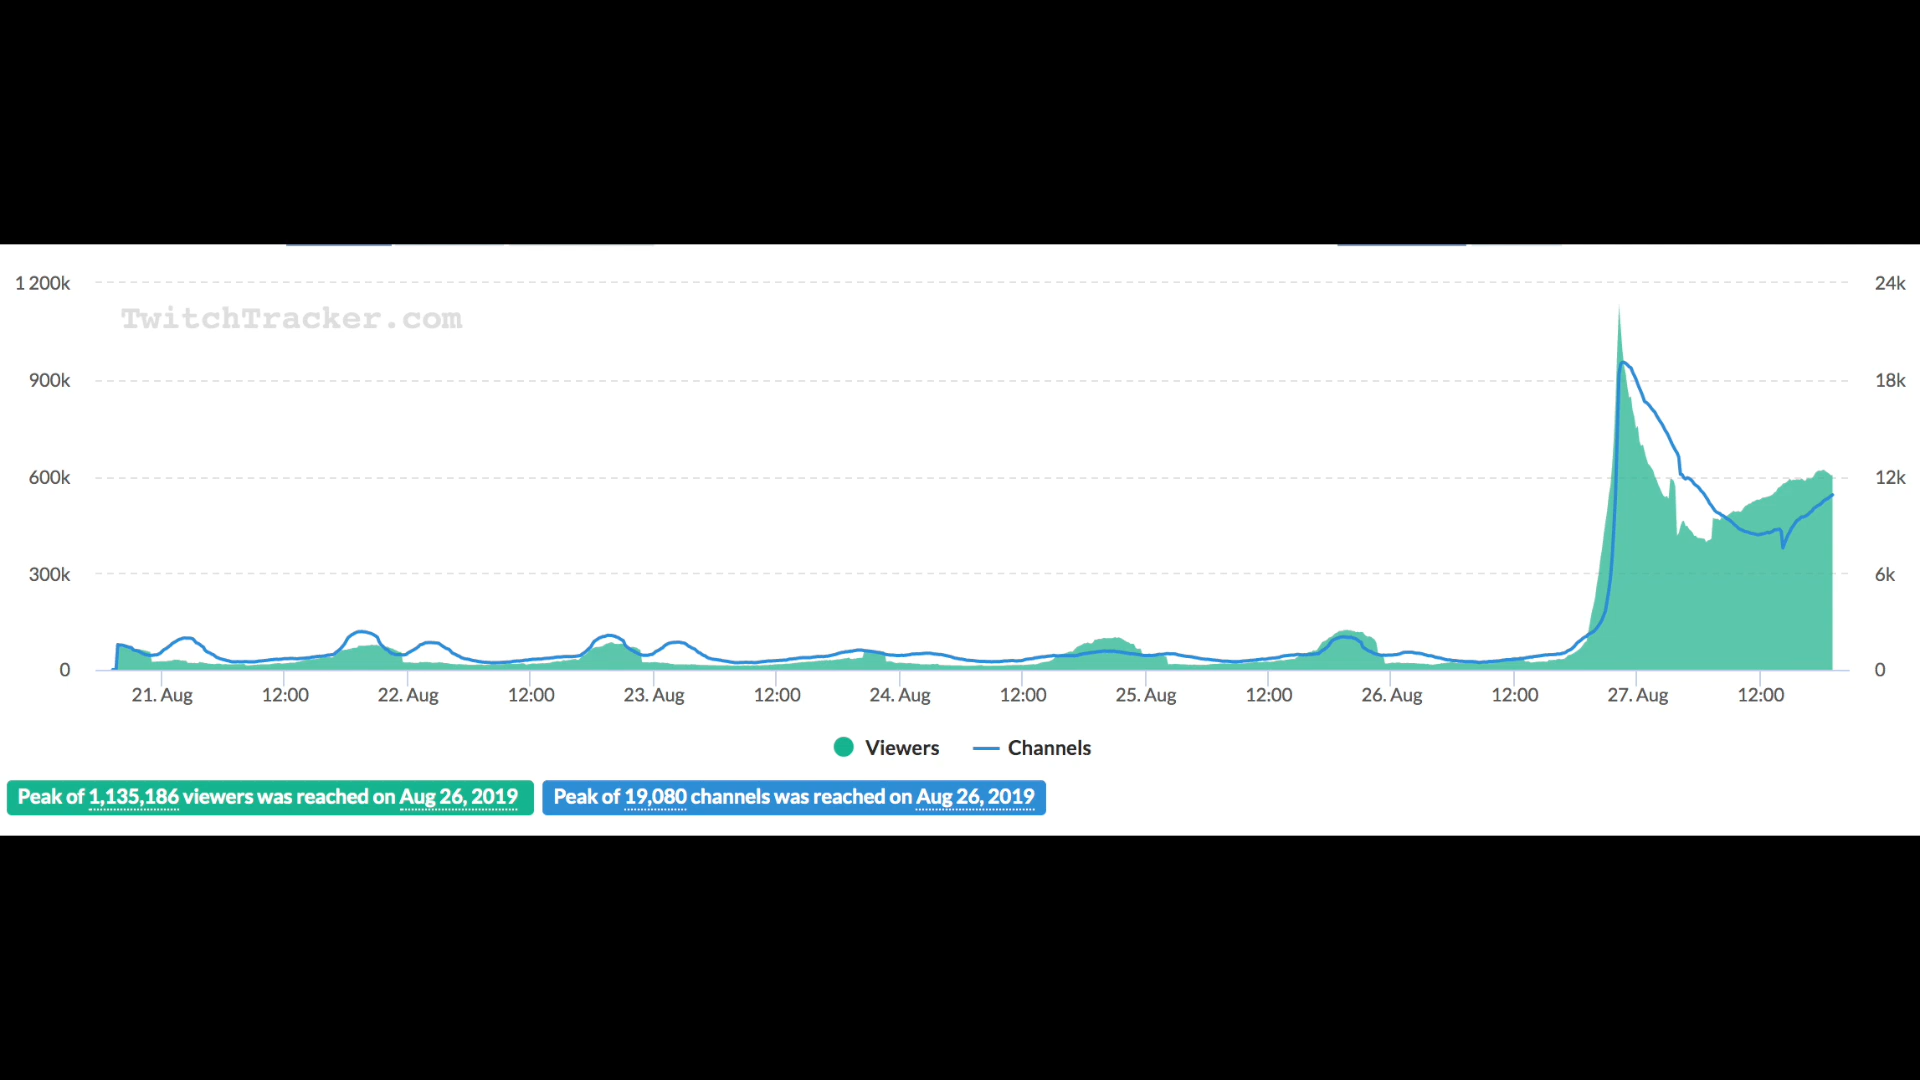 1 200k
24k
TwitchTracker.com
900k
18k
600k
12k
300k
6k
0
0
21. Aug 12:00 22. Aug 12:00 23. Aug 12:00 24. Aug 12:00 25. Aug 12:00 26. Aug 12:00 27. Aug 12:00
Viewers Channels
Peak of 1,135,186 viewers was reached on Aug 26, 2019 Peak of 19,080 channels was reached on Aug 26, 2019